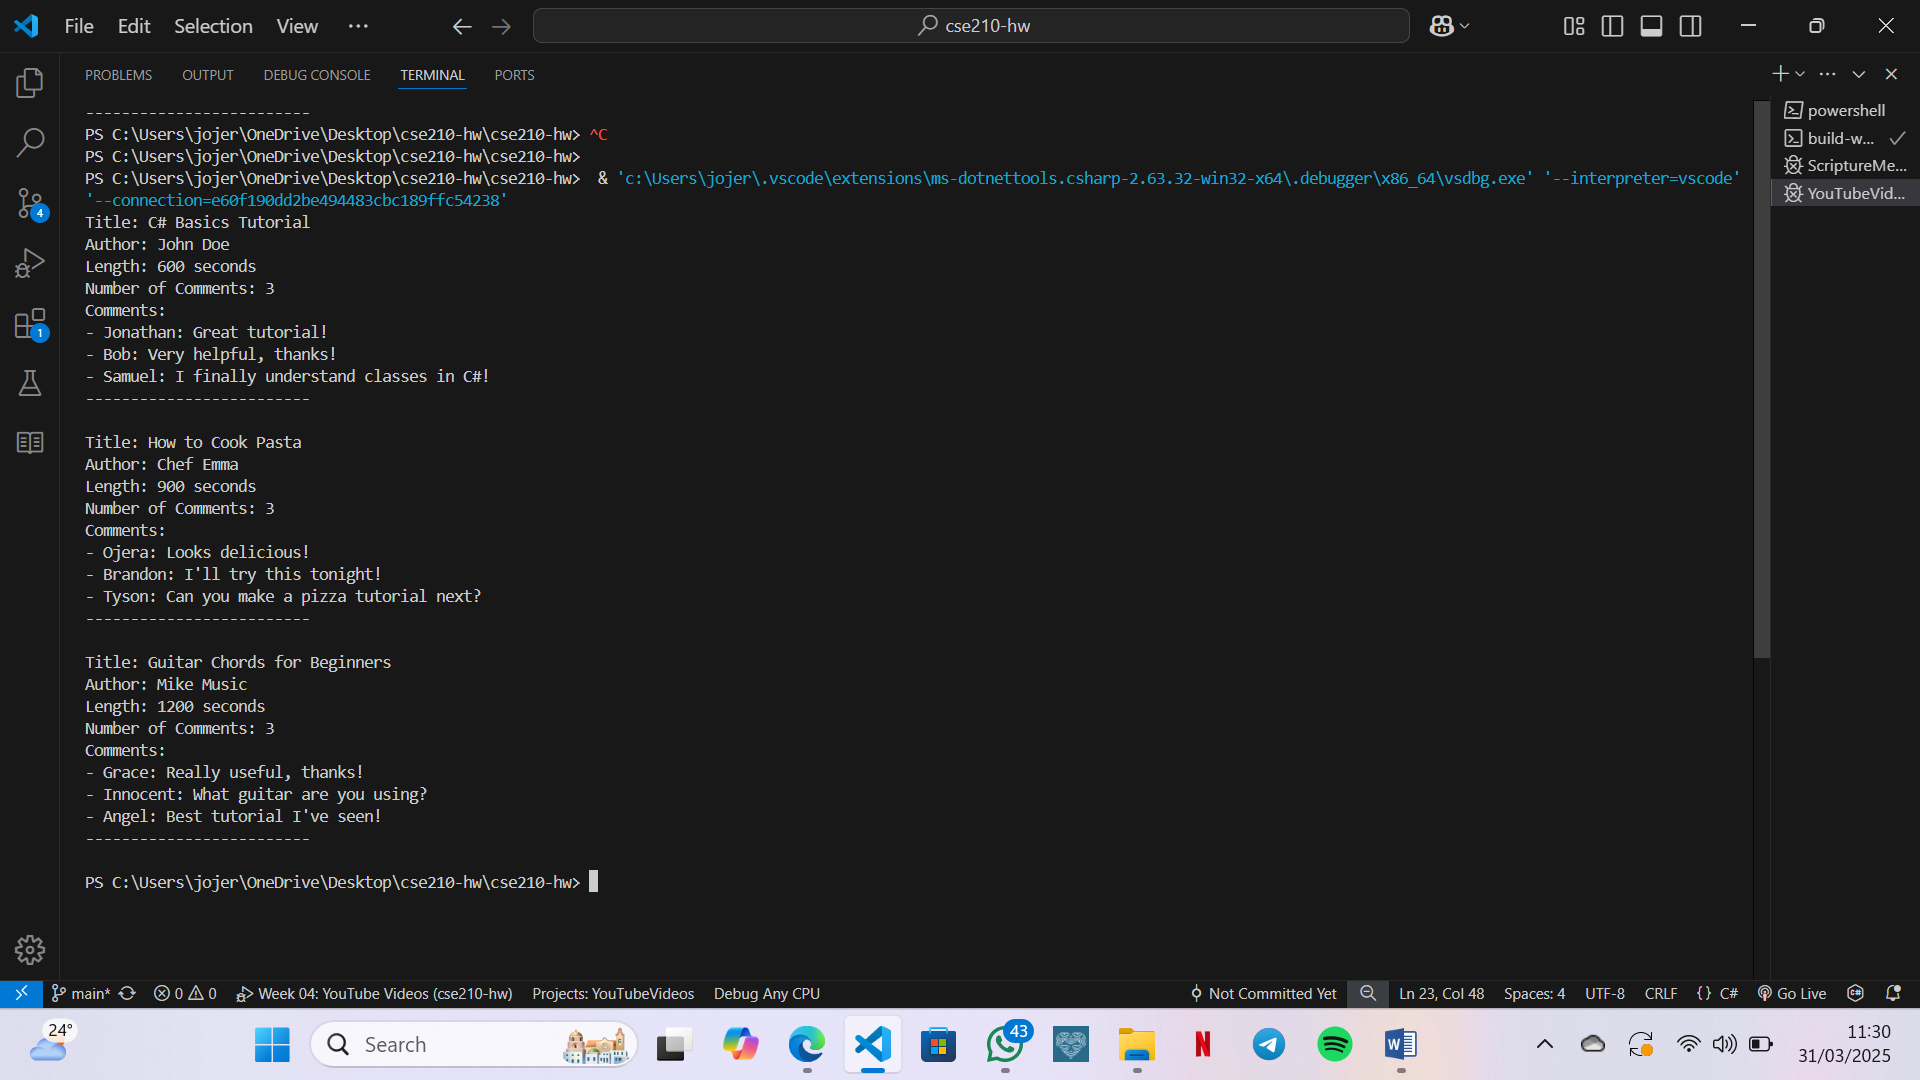 File Edit Selection View ...
cse210-hw
PROBLEMS OUTPUT DEBUG CONSOLE TERMINAL PORTS
-------------------------
PS C:\Users\jojer\OneDrive\Desktop\cse210-hw\cse210-hw> ^C
PS C:\Users\jojer\OneDrive\Desktop\cse210-hw\cse210-hw>
PS C:\Users\jojer\OneDrive\Desktop\cse210-hw\cse210-hw>  & 'c:\Users\jojer\.vscode\extensions\ms-dotnettools.csharp-2.63.32-win32-x64\.debugger\x86_64\vsdbg.exe' '--interpreter=vscode'
'--connection=e60f190dd2be494483cbc189ffc54238'
Title: C# Basics Tutorial
Author: John Doe
Length: 600 seconds
Number of Comments: 3
Comments:
- Jonathan: Great tutorial!
- Bob: Very helpful, thanks!
- Samuel: I finally understand classes in C#!
-------------------------
Title: How to Cook Pasta
Author: Chef Emma
Length: 900 seconds
Number of Comments: 3
Comments:
- Ojera: Looks delicious!
- Brandon: I'll try this tonight!
- Tyson: Can you make a pizza tutorial next?
-------------------------
Title: Guitar Chords for Beginners
Author: Mike Music
Length: 1200 seconds
Number of Comments: 3
Comments:
- Grace: Really useful, thanks!
- Innocent: What guitar are you using?
- Angel: Best tutorial I've seen!
-------------------------
PS C:\Users\jojer\OneDrive\Desktop\cse210-hw\cse210-hw>
powershell
build-w...
ScriptureMe...
YouTubeVid...
4
1
main* 0 0 Week 04: YouTube Videos (cse210-hw) Projects: YouTubeVideos Debug Any CPU Not Committed Yet Ln 23, Col 48 Spaces: 4 UTF-8 CRLF {} C# Go Live
24° Search 43 N W 11:30
31/03/2025